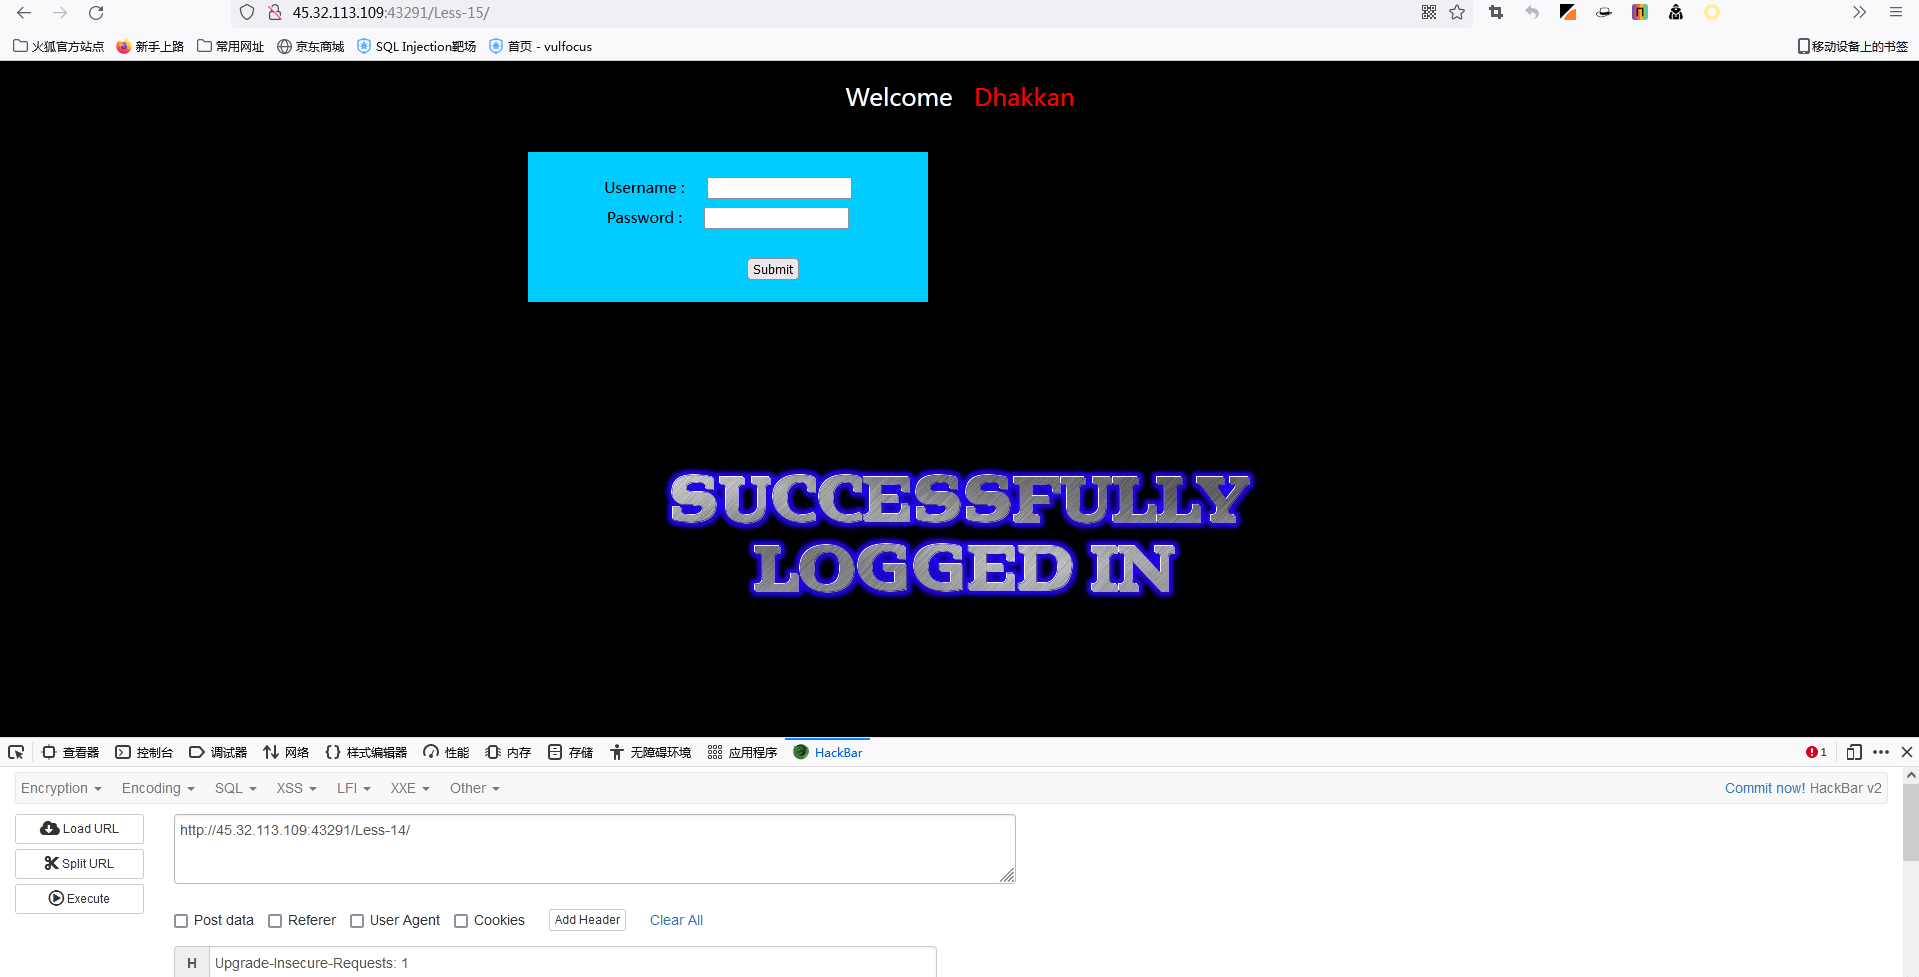 45.32.113.109:43291/Less-15/
火狐官方站点 新手上路 常用网址 京东商城 SQL Injection靶场 首页 - vulfocus 移动设备上的书签
Welcome Dhakkan
Username :
Password :
Submit
SUCCESSFULLY
LOGGED IN
查看器 控制台 调试器 网络 样式编辑器 性能 内存 存储 无障碍环境 应用程序 HackBar 1
Encryption Encoding SQL XSS LFI XXE Other Commit now! HackBar v2
Load URL
http://45.32.113.109:43291/Less-14/
Split URL
Execute
Post data Referer User Agent Cookies Add Header Clear All
H Upgrade-Insecure-Requests: 1